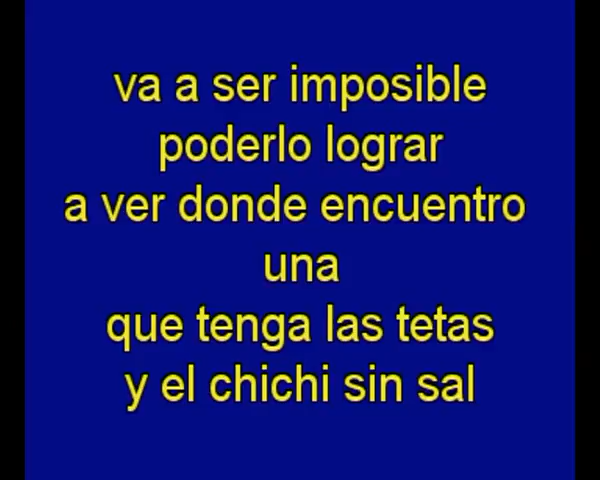 va a ser imposible
poderlo lograr
a ver donde encuentro
una
que tenga las tetas
y el chichi sin sal